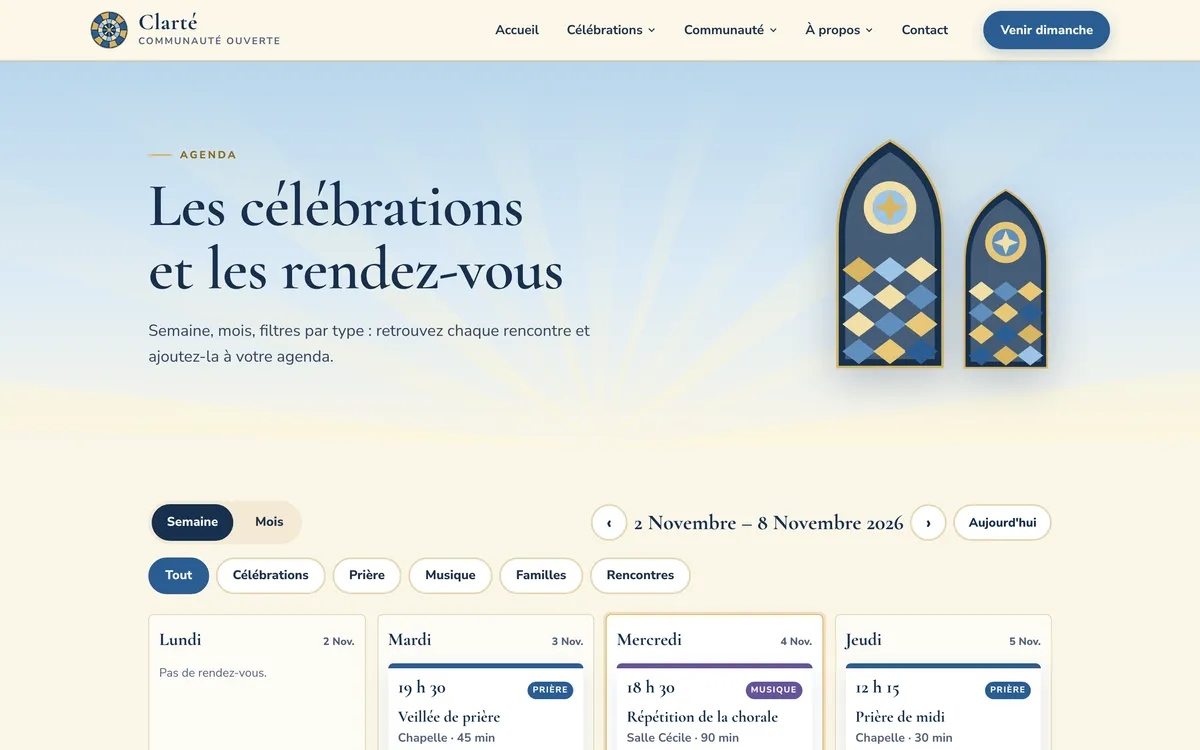 Clarté
COMMUNAUTÉ OUVERTE
Accueil
Célébrations
Communauté
À propos
Contact
Venir dimanche
AGENDA
Les célébrations
et les rendez-vous
Semaine, mois, filtres par type : retrouvez chaque rencontre et
ajoutez-la à votre agenda.
Semaine
Mois
‹
2 Novembre – 8 Novembre 2026
›
Aujourd'hui
Tout
Célébrations
Prière
Musique
Familles
Rencontres
Lundi
2 Nov.
Pas de rendez-vous.
Mardi
3 Nov.
19 h 30
PRIÈRE
Veillée de prière
Chapelle · 45 min
Mercredi
4 Nov.
18 h 30
MUSIQUE
Répétition de la chorale
Salle Cécile · 90 min
Jeudi
5 Nov.
12 h 15
PRIÈRE
Prière de midi
Chapelle · 30 min